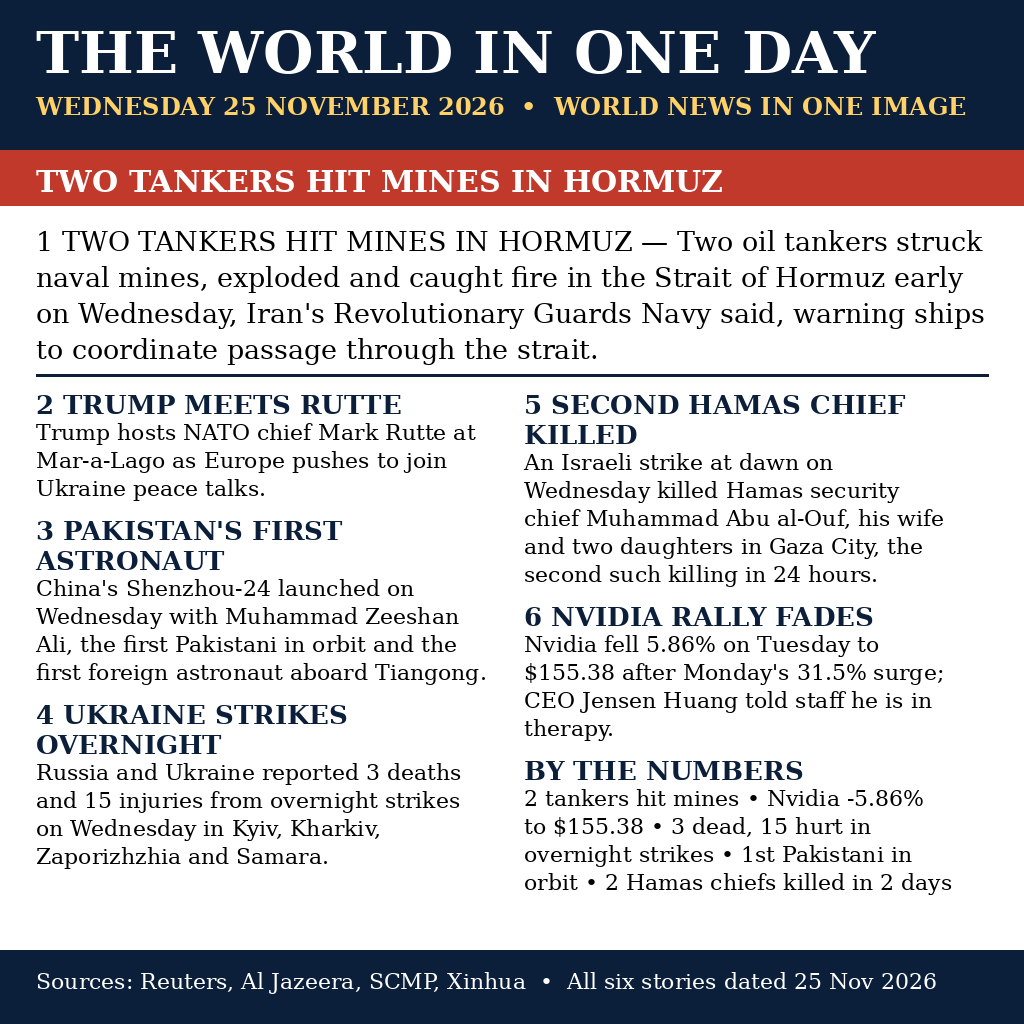 THE WORLD IN ONE DAY
WEDNESDAY 25 NOVEMBER 2026 • WORLD NEWS IN ONE IMAGE
TWO TANKERS HIT MINES IN HORMUZ
1 TWO TANKERS HIT MINES IN HORMUZ — Two oil tankers struck
naval mines, exploded and caught fire in the Strait of Hormuz early
on Wednesday, Iran's Revolutionary Guards Navy said, warning ships
to coordinate passage through the strait.
2 TRUMP MEETS RUTTE
Trump hosts NATO chief Mark Rutte at
Mar-a-Lago as Europe pushes to join
Ukraine peace talks.
3 PAKISTAN'S FIRST
ASTRONAUT
China's Shenzhou-24 launched on
Wednesday with Muhammad Zeeshan
Ali, the first Pakistani in orbit and the
first foreign astronaut aboard Tiangong.
4 UKRAINE STRIKES
OVERNIGHT
Russia and Ukraine reported 3 deaths
and 15 injuries from overnight strikes
on Wednesday in Kyiv, Kharkiv,
Zaporizhzhia and Samara.
5 SECOND HAMAS CHIEF
KILLED
An Israeli strike at dawn on
Wednesday killed Hamas security
chief Muhammad Abu al-Ouf, his wife
and two daughters in Gaza City, the
second such killing in 24 hours.
6 NVIDIA RALLY FADES
Nvidia fell 5.86% on Tuesday to
$155.38 after Monday's 31.5% surge;
CEO Jensen Huang told staff he is in
therapy.
BY THE NUMBERS
2 tankers hit mines • Nvidia -5.86%
to $155.38 • 3 dead, 15 hurt in
overnight strikes • 1st Pakistani in
orbit • 2 Hamas chiefs killed in 2 days
Sources: Reuters, Al Jazeera, SCMP, Xinhua • All six stories dated 25 Nov 2026